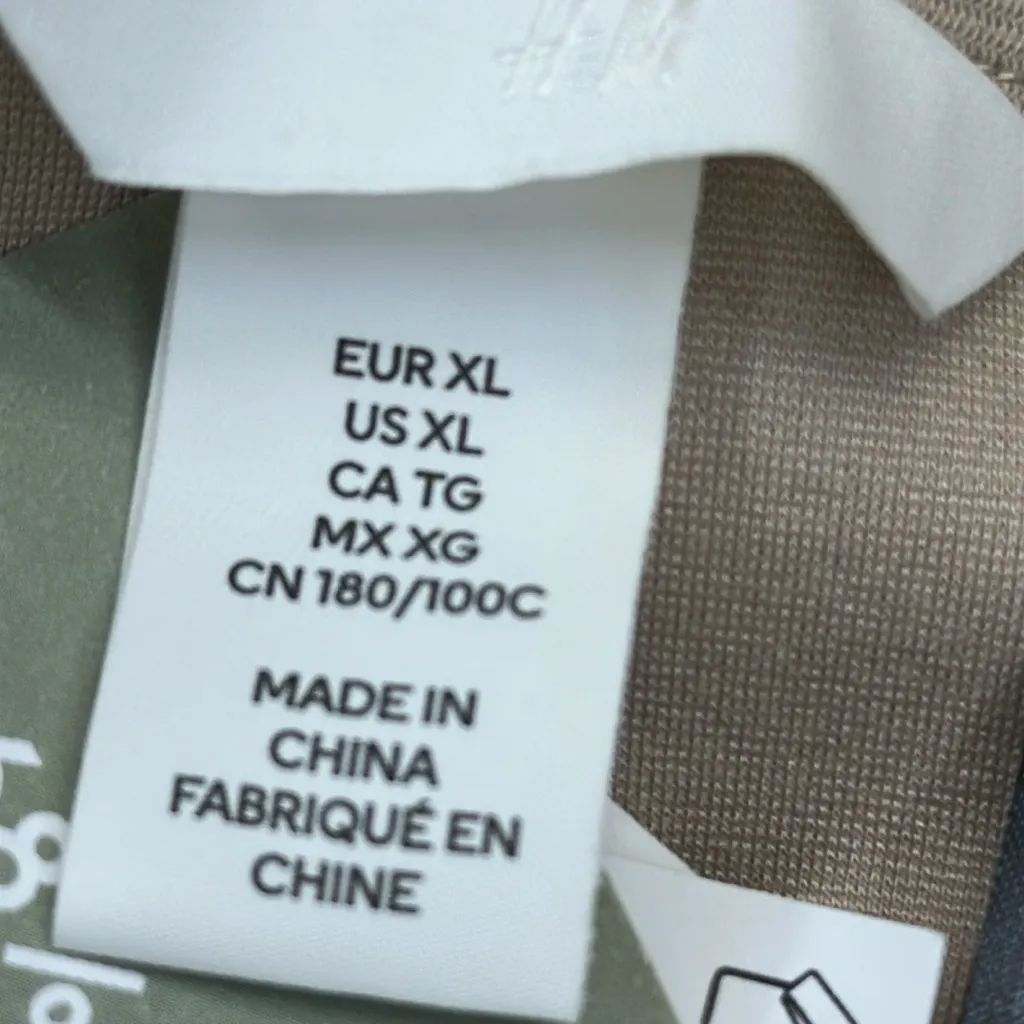 EUR XL
US XL
CA TG
MX XG
CN 180/100C
MADE IN
CHINA
FABRIQUÉ EN
CHINE